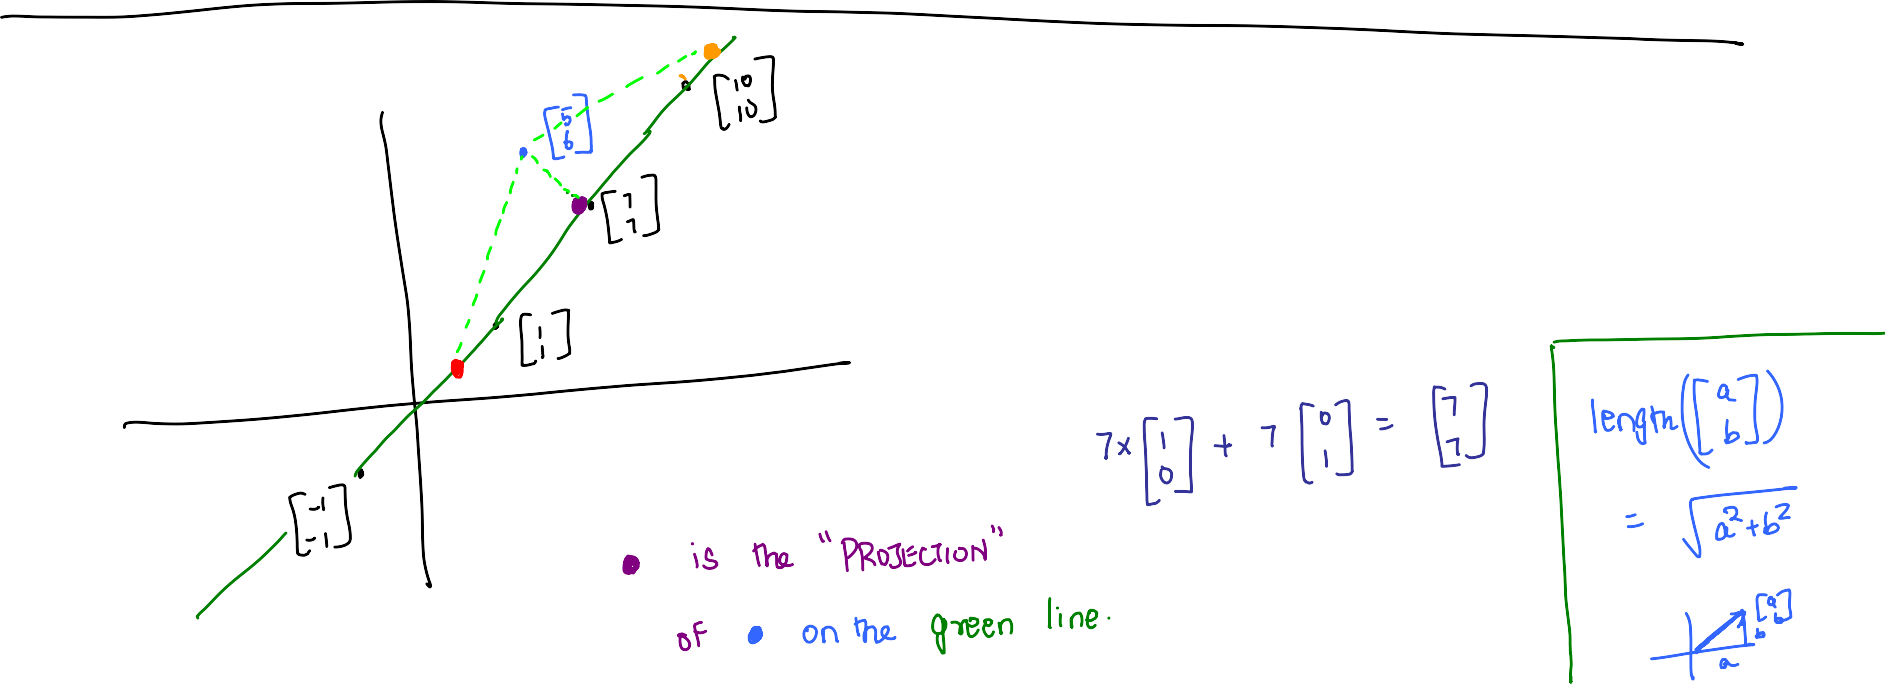 [10
10]
[5
6]
[7
7]
[1
1]
[-1
-1]
7x[1
0] + 7 [0
1] = [7
7]
is the "PROJECTION"
of on the green line.
length([a
b])
= √a²+b²
[a
b]
b
a